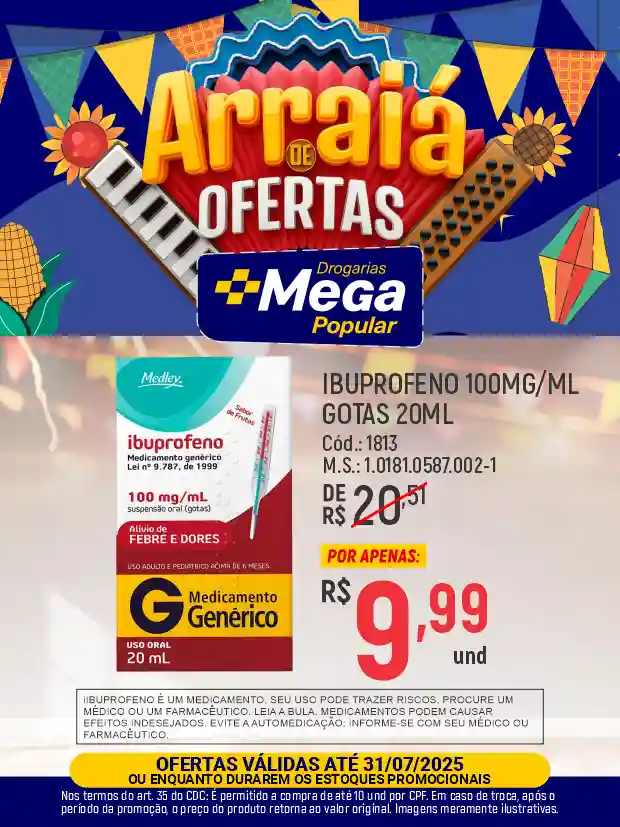 Arraiá
DE
OFERTAS
Drogarias
Mega
Popular
Medley.
Sabor
de Frutas
ibuprofeno
Medicamento genérico
Lei nº 9.787, de 1999
100 mg/mL
suspensão oral (gotas)
Alívio de
FEBRE E DORES
USO ADULTO E PEDIÁTRICO ACIMA DE 6 MESES
G Medicamento
Genérico
USO ORAL
20 mL
IBUPROFENO 100MG/ML
GOTAS 20ML
Cód.: 1813
M.S.: 1.0181.0587.002-1
DE
R$ 20,51
POR APENAS:
R$ 9,99
und
iIBUPROFENO É UM MEDICAMENTO. SEU USO PODE TRAZER RISCOS. PROCURE UM
MÉDICO OU UM FARMACÊUTICO. LEIA A BULA. MEDICAMENTOS PODEM CAUSAR
EFEITOS INDESEJADOS. EVITE A AUTOMEDICAÇÃO: INFORME-SE COM SEU MÉDICO OU
FARMACÊUTICO.
OFERTAS VÁLIDAS ATÉ 31/07/2025
OU ENQUANTO DURAREM OS ESTOQUES PROMOCIONAIS
Nos termos do art. 35 do CDC: É permitido a compra de até 10 und por CPF. Em caso de troca, após o
período da promoção, o preço do produto retorna ao valor original. Imagens meramente ilustrativas.